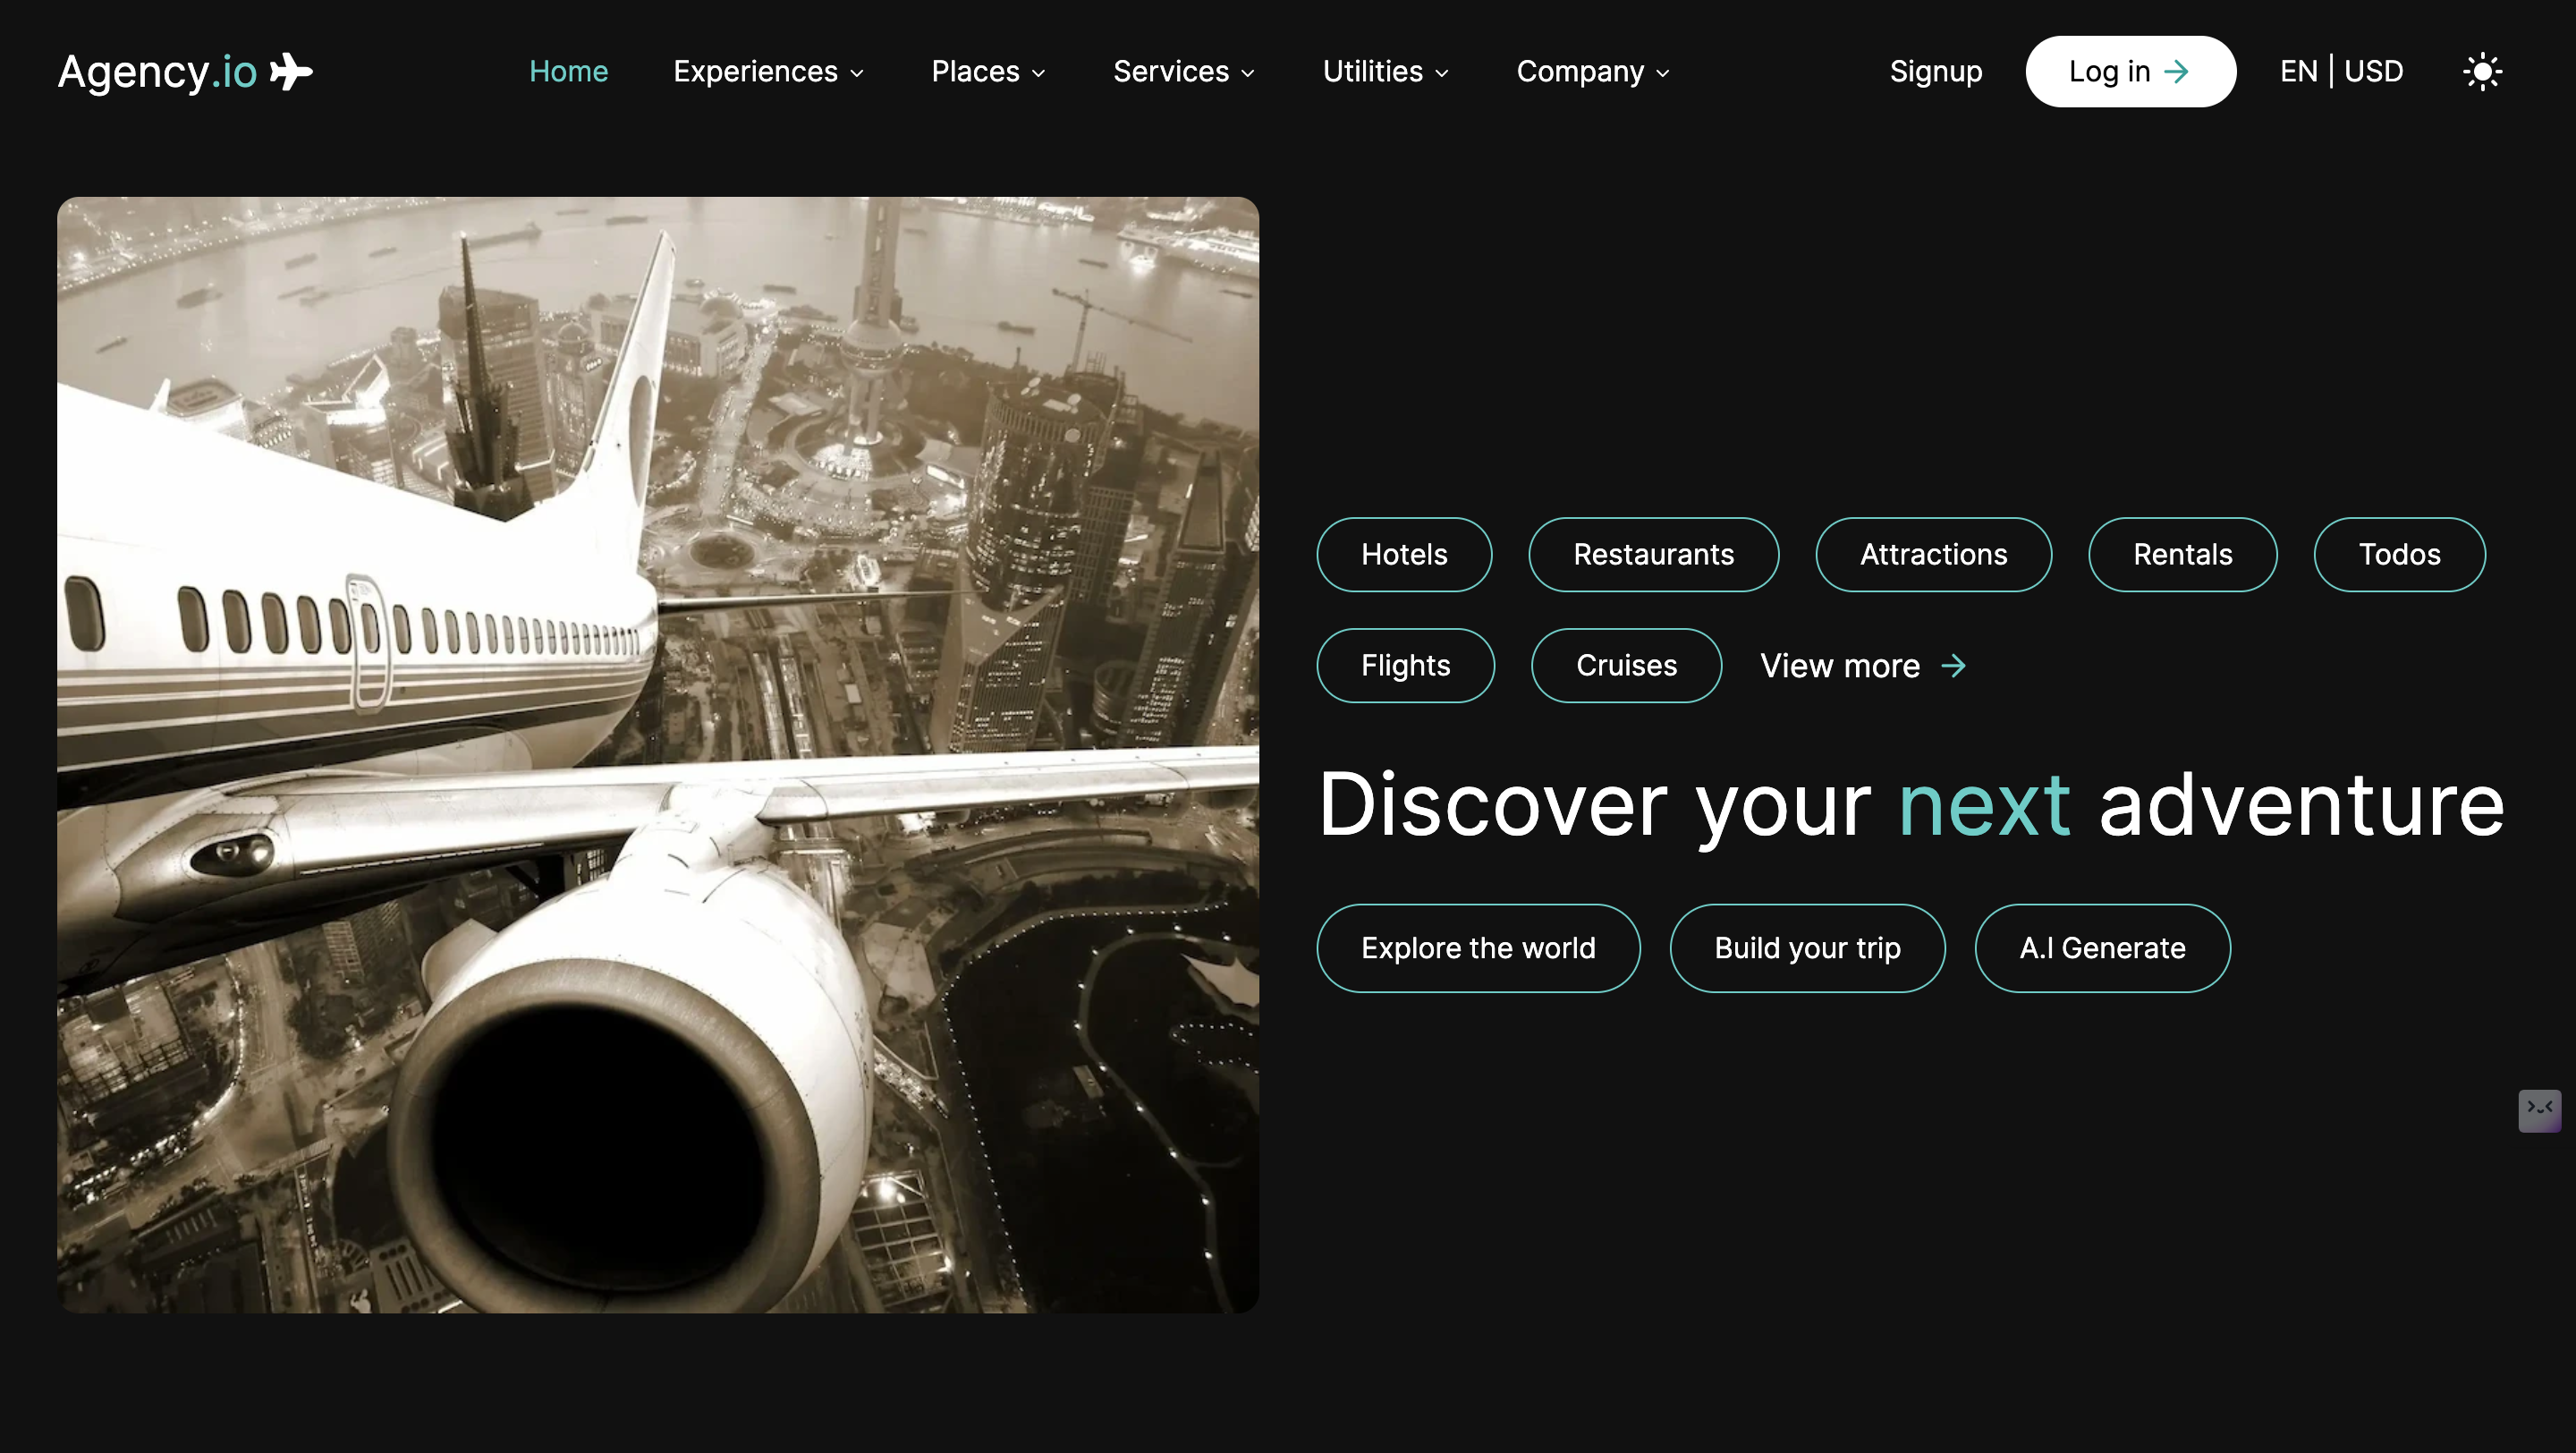 Agency.io
Home Experiences Places Services Utilities Company Signup Log in EN | USD
Hotels Restaurants Attractions Rentals Todos
Flights Cruises View more
Discover your next adventure
Explore the world Build your trip A.I Generate